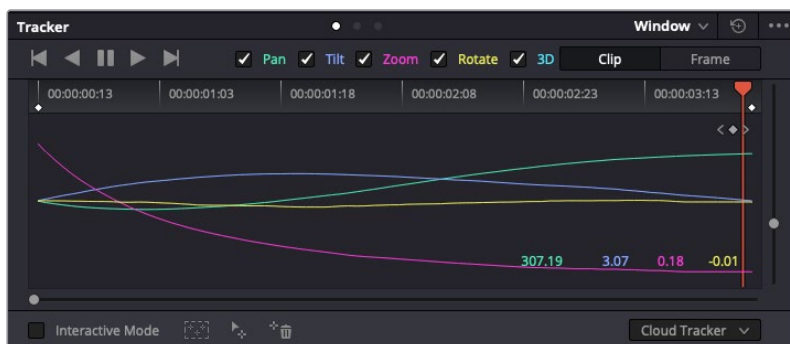 Tracker Window
Pan Tilt Zoom Rotate 3D Clip Frame
00:00:00:13 00:00:01:03 00:00:01:18 00:00:02:08 00:00:02:23 00:00:03:13
307.19 3.07 0.18 -0.01
Interactive Mode Cloud Tracker